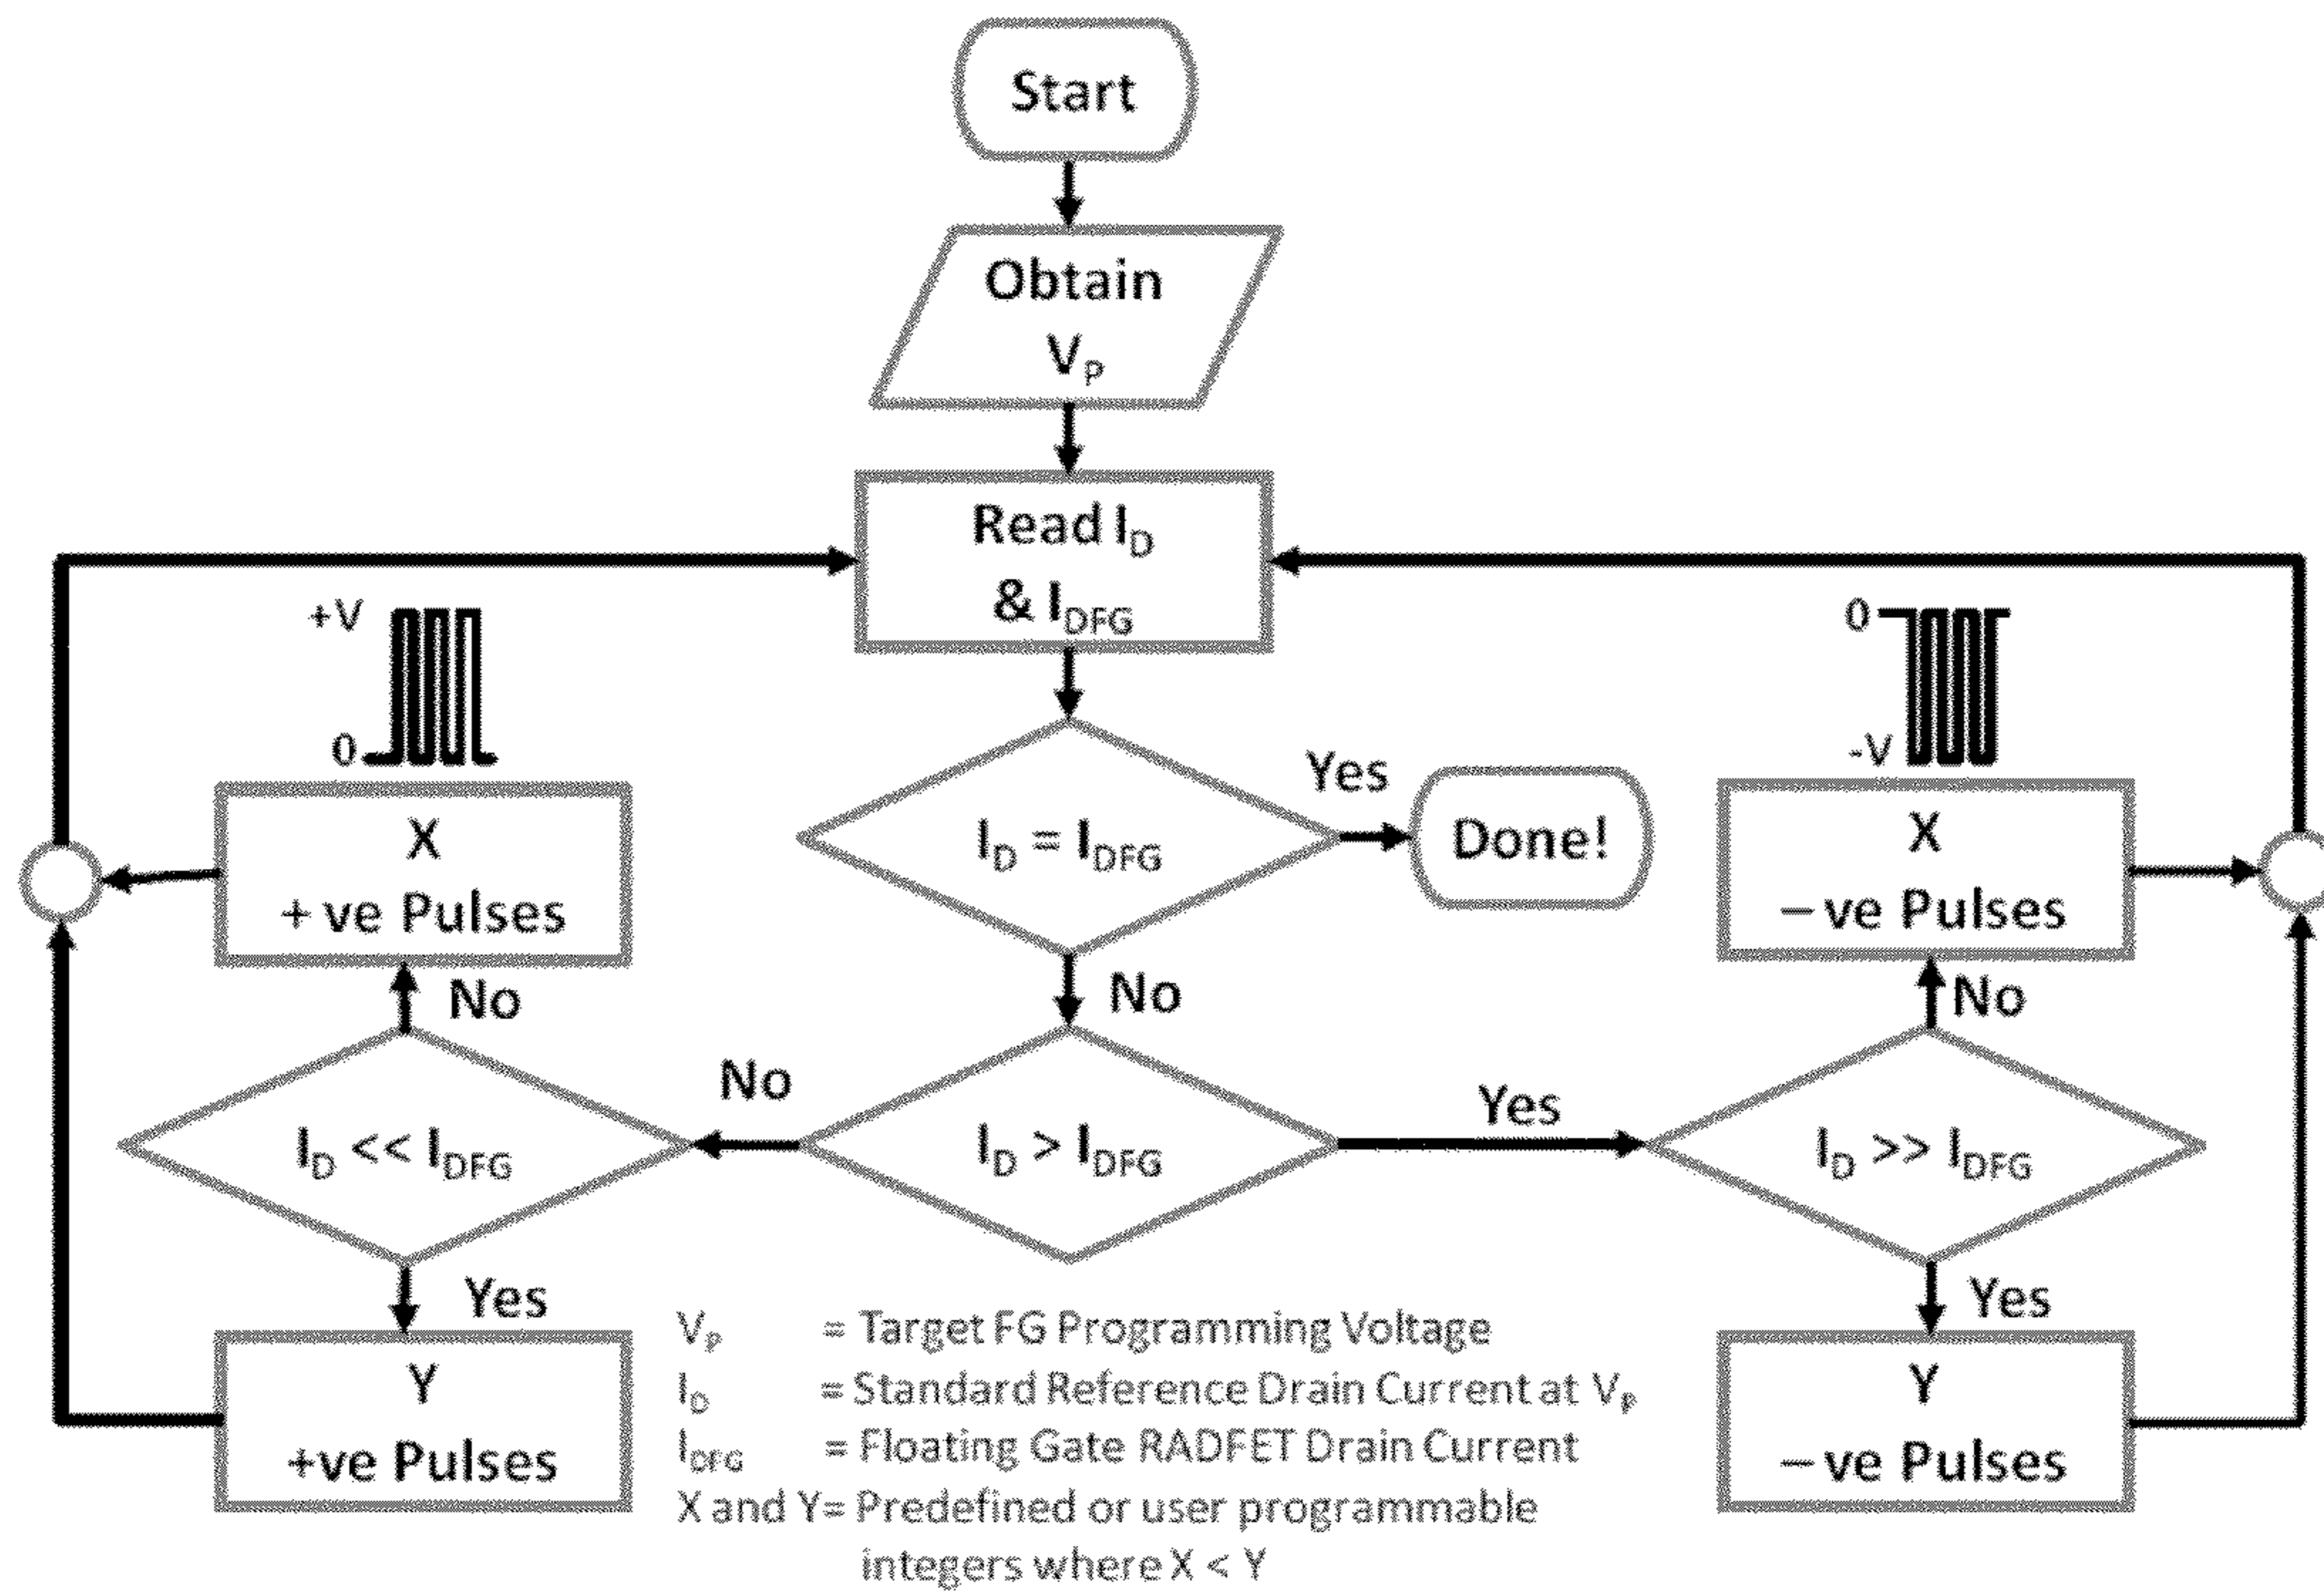 Start
Obtain
VP
Read ID
& IDFG
+V
0
0
-V
ID = IDFG
Yes
Done!
X
+ ve Pulses
X
– ve Pulses
No
No
No
ID << IDFG
No
ID > IDFG
Yes
ID >> IDFG
Yes
Yes
Y
+ve Pulses
Y
– ve Pulses
VP = Target FG Programming Voltage
ID = Standard Reference Drain Current at VP
IDFG = Floating Gate RADFET Drain Current
X and Y= Predefined or user programmable
integers where X < Y